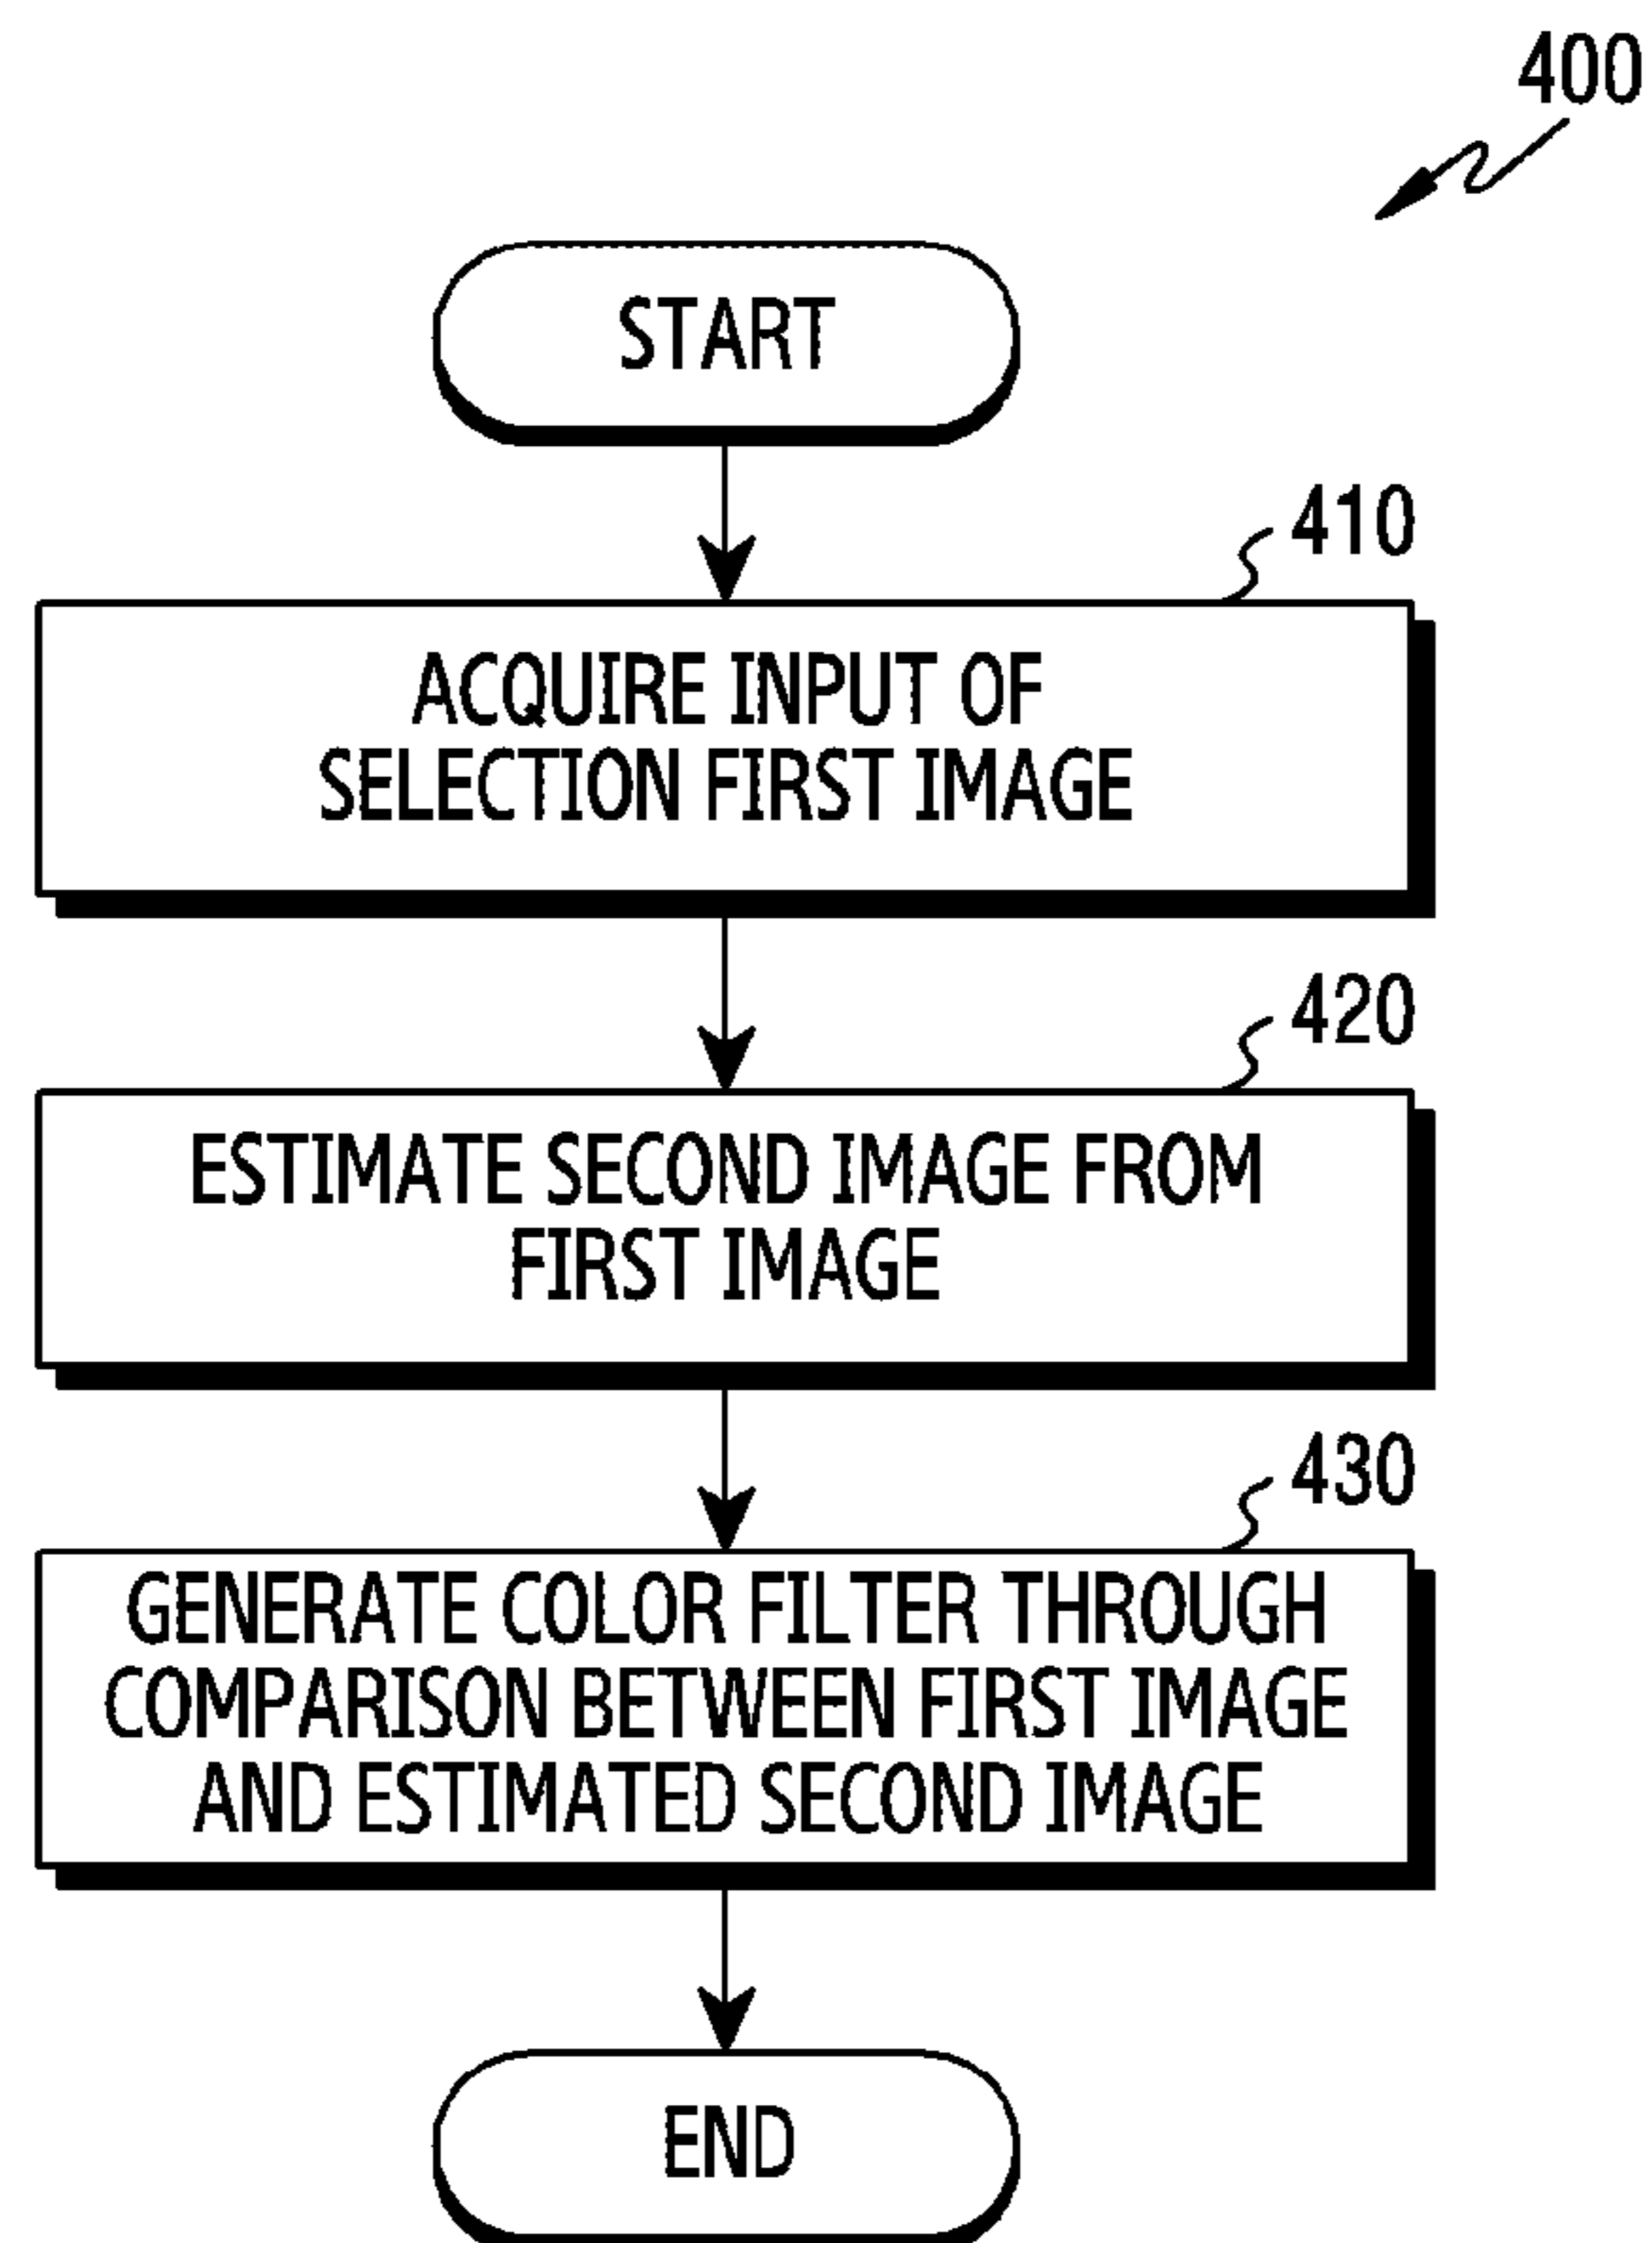 400
START
410
ACQUIRE INPUT OF
SELECTION FIRST IMAGE
420
ESTIMATE SECOND IMAGE FROM
FIRST IMAGE
430
GENERATE COLOR FILTER THROUGH
COMPARISON BETWEEN FIRST IMAGE
AND ESTIMATED SECOND IMAGE
END